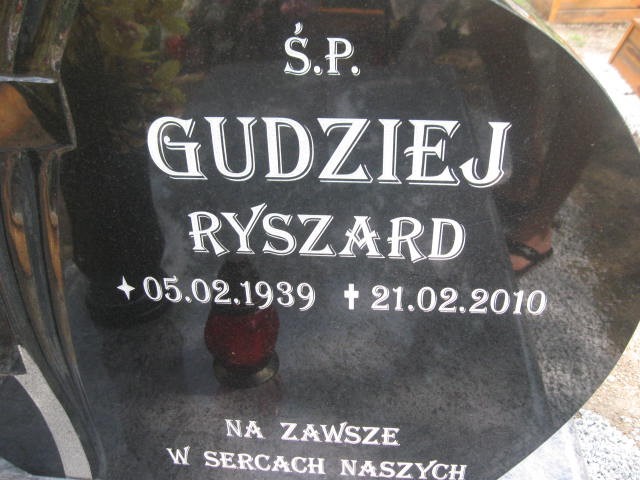 Ś.P.
GUDZIEJ
RYSZARD
05.02.1939 ✝ 21.02.2010
NA ZAWSZE
W SERCACH NASZYCH